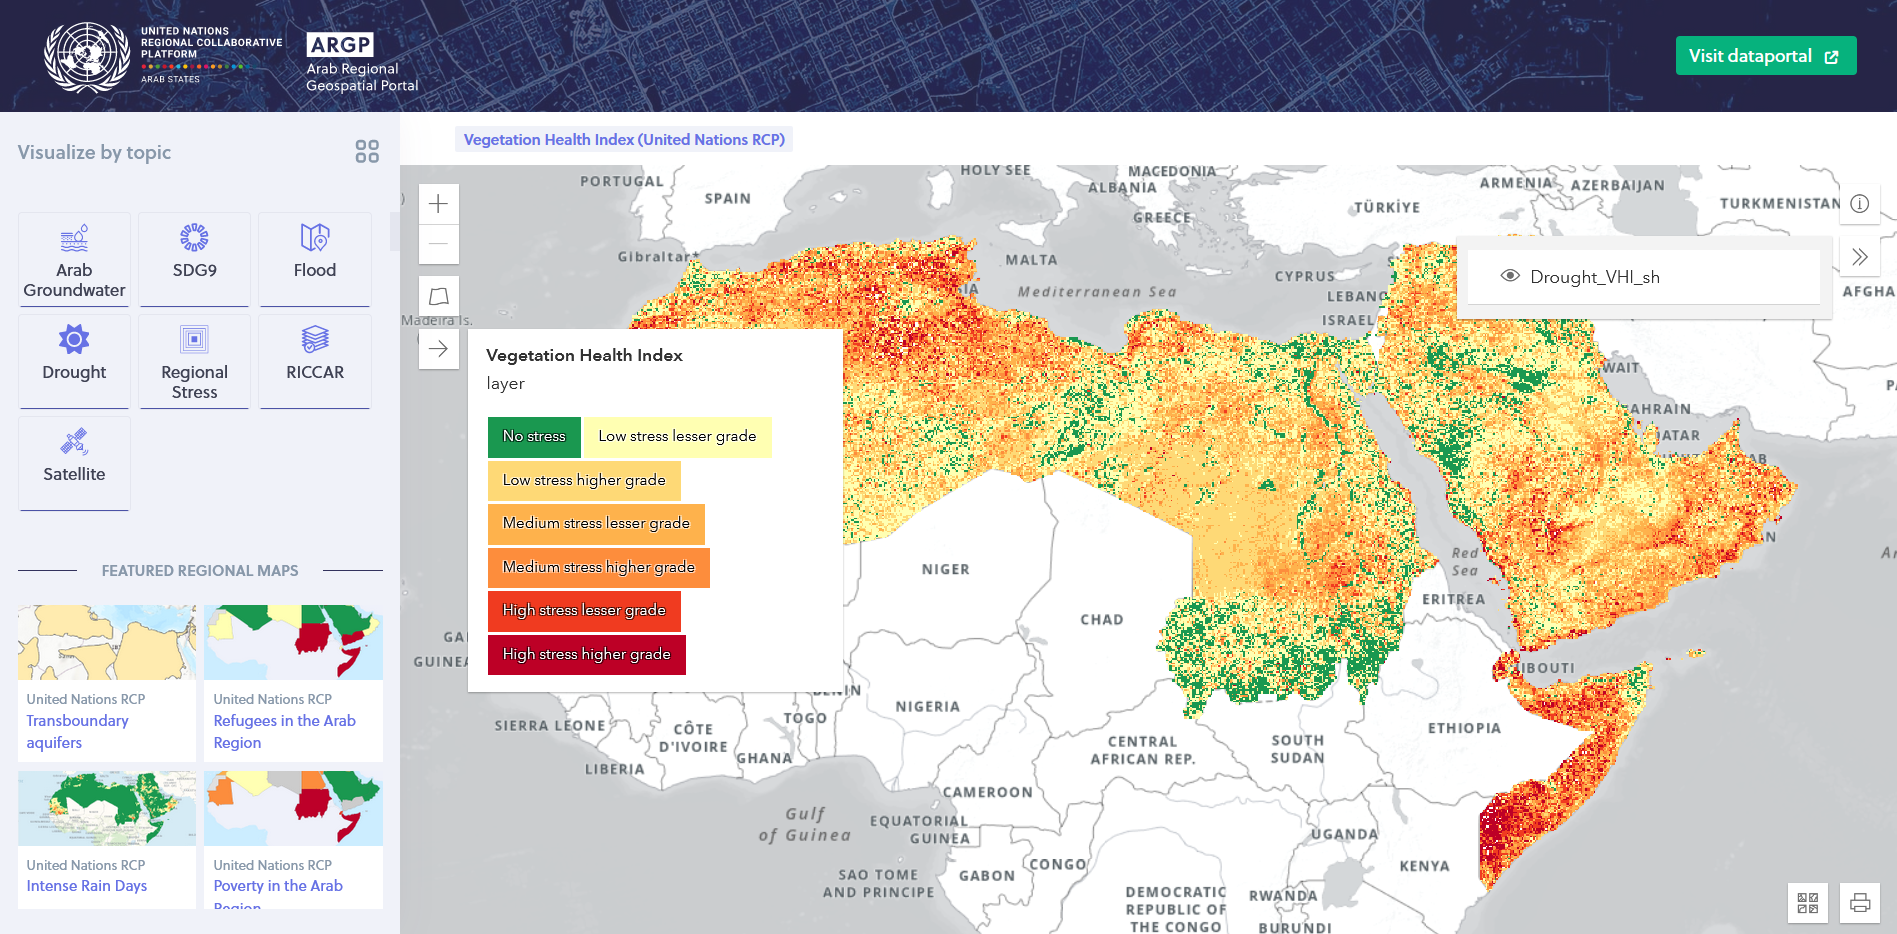 UNITED NATIONS
REGIONAL COLLABORATIVE
PLATFORM
ARAB STATES
ARGP
Arab Regional
Geospatial Portal
Visit dataportal
Visualize by topic
Arab
Groundwater
SDG9
Flood
Drought
Regional
Stress
RICCAR
Satellite
FEATURED REGIONAL MAPS
United Nations RCP
Transboundary
aquifers
United Nations RCP
Refugees in the Arab
Region
United Nations RCP
Intense Rain Days
United Nations RCP
Poverty in the Arab
Region
Vegetation Health Index (United Nations RCP)
Drought_VHI_sh
Vegetation Health Index
layer
No stress
Low stress lesser grade
Low stress higher grade
Medium stress lesser grade
Medium stress higher grade
High stress lesser grade
High stress higher grade
PORTUGAL
SPAIN
HOLY SEE
MACEDONIA
ALBANIA
GREECE
TÜRKİYE
ARMENIA
AZERBAIJAN
TURKMENISTAN
Gibraltar
MALTA
Mediterranean Sea
CYPRUS
LEBANO
ISRAEL
AFGHA
Madeira Is.
WAIT
AHRAIN
QATAR
Red
Sea
NIGER
CHAD
ERITREA
IBOUTI
GUINEA
BENIN
SIERRA LEONE
CÔTE
D'IVOIRE
TOGO
GHANA
LIBERIA
NIGERIA
CENTRAL
AFRICAN REP.
SOUTH
SUDAN
ETHIOPIA
CAMEROON
Gulf
of Guinea
EQUATORIAL
GUINEA
SAO TOME
AND PRINCIPE
GABON
CONGO
UGANDA
KENYA
DEMOCRATIC
REPUBLIC OF
THE CONGO
RWANDA
BURUNDI